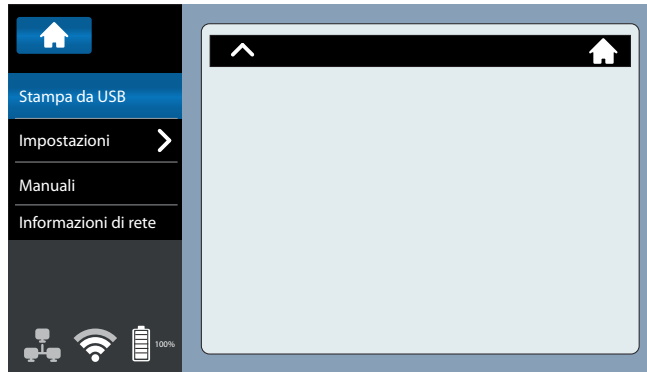 Stampa da USB
Impostazioni
Manuali
Informazioni di rete
100%